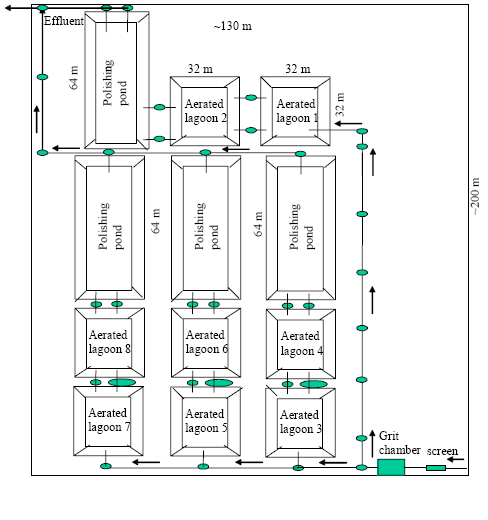 Effluent
~130 m
64 m
Polishing
pond
32 m
32 m
Aerated
lagoon 2
Aerated
lagoon 1
32 m
~200 m
Polishing
pond
64 m
Polishing
pond
64 m
Polishing
pond
Aerated
lagoon 8
Aerated
lagoon 6
Aerated
lagoon 4
Aerated
lagoon 7
Aerated
lagoon 5
Aerated
lagoon 3
Grit
chamber
screen